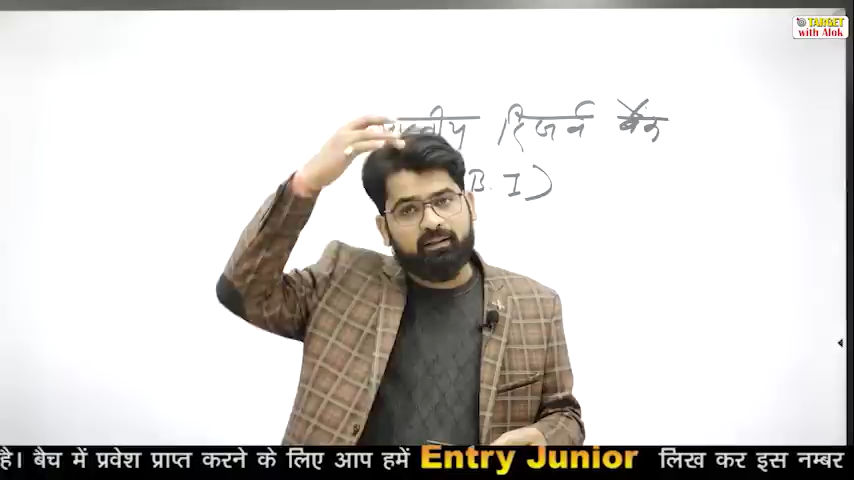 TARGET
with Alok
रिजर्व बैंक
B. I)
है। बैच में प्रवेश प्राप्त करने के लिए आप हमें Entry Junior लिख कर इस नम्बर